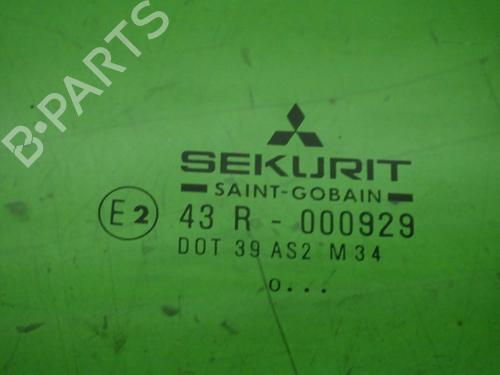 B-PARTS
SEKURIT
SAINT-GOBAIN
E2 43 R - 000929
DOT 39 AS2 M34
o...